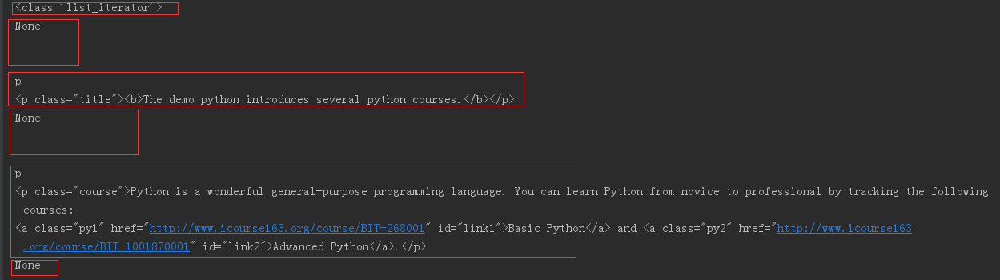 <class 'list_iterator'>
None
p
<p class="title"><b>The demo python introduces several python courses.</b></p>
None
p
<p class="course">Python is a wonderful general-purpose programming language. You can learn Python from novice to professional by tracking the following
courses:
<a class="py1" href="http://www.icourse163.org/course/BIT-268001" id="link1">Basic Python</a> and <a class="py2" href="http://www.icourse163
.org/course/BIT-1001870001" id="link2">Advanced Python</a>.</p>
None